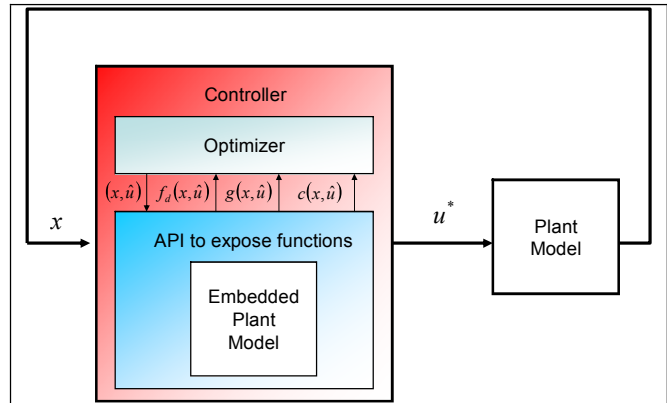 Controller
Optimizer
(x,û) f_d(x,û) g(x,û) c(x,û)
x
API to expose functions
u*
Plant
Model
Embedded
Plant
Model